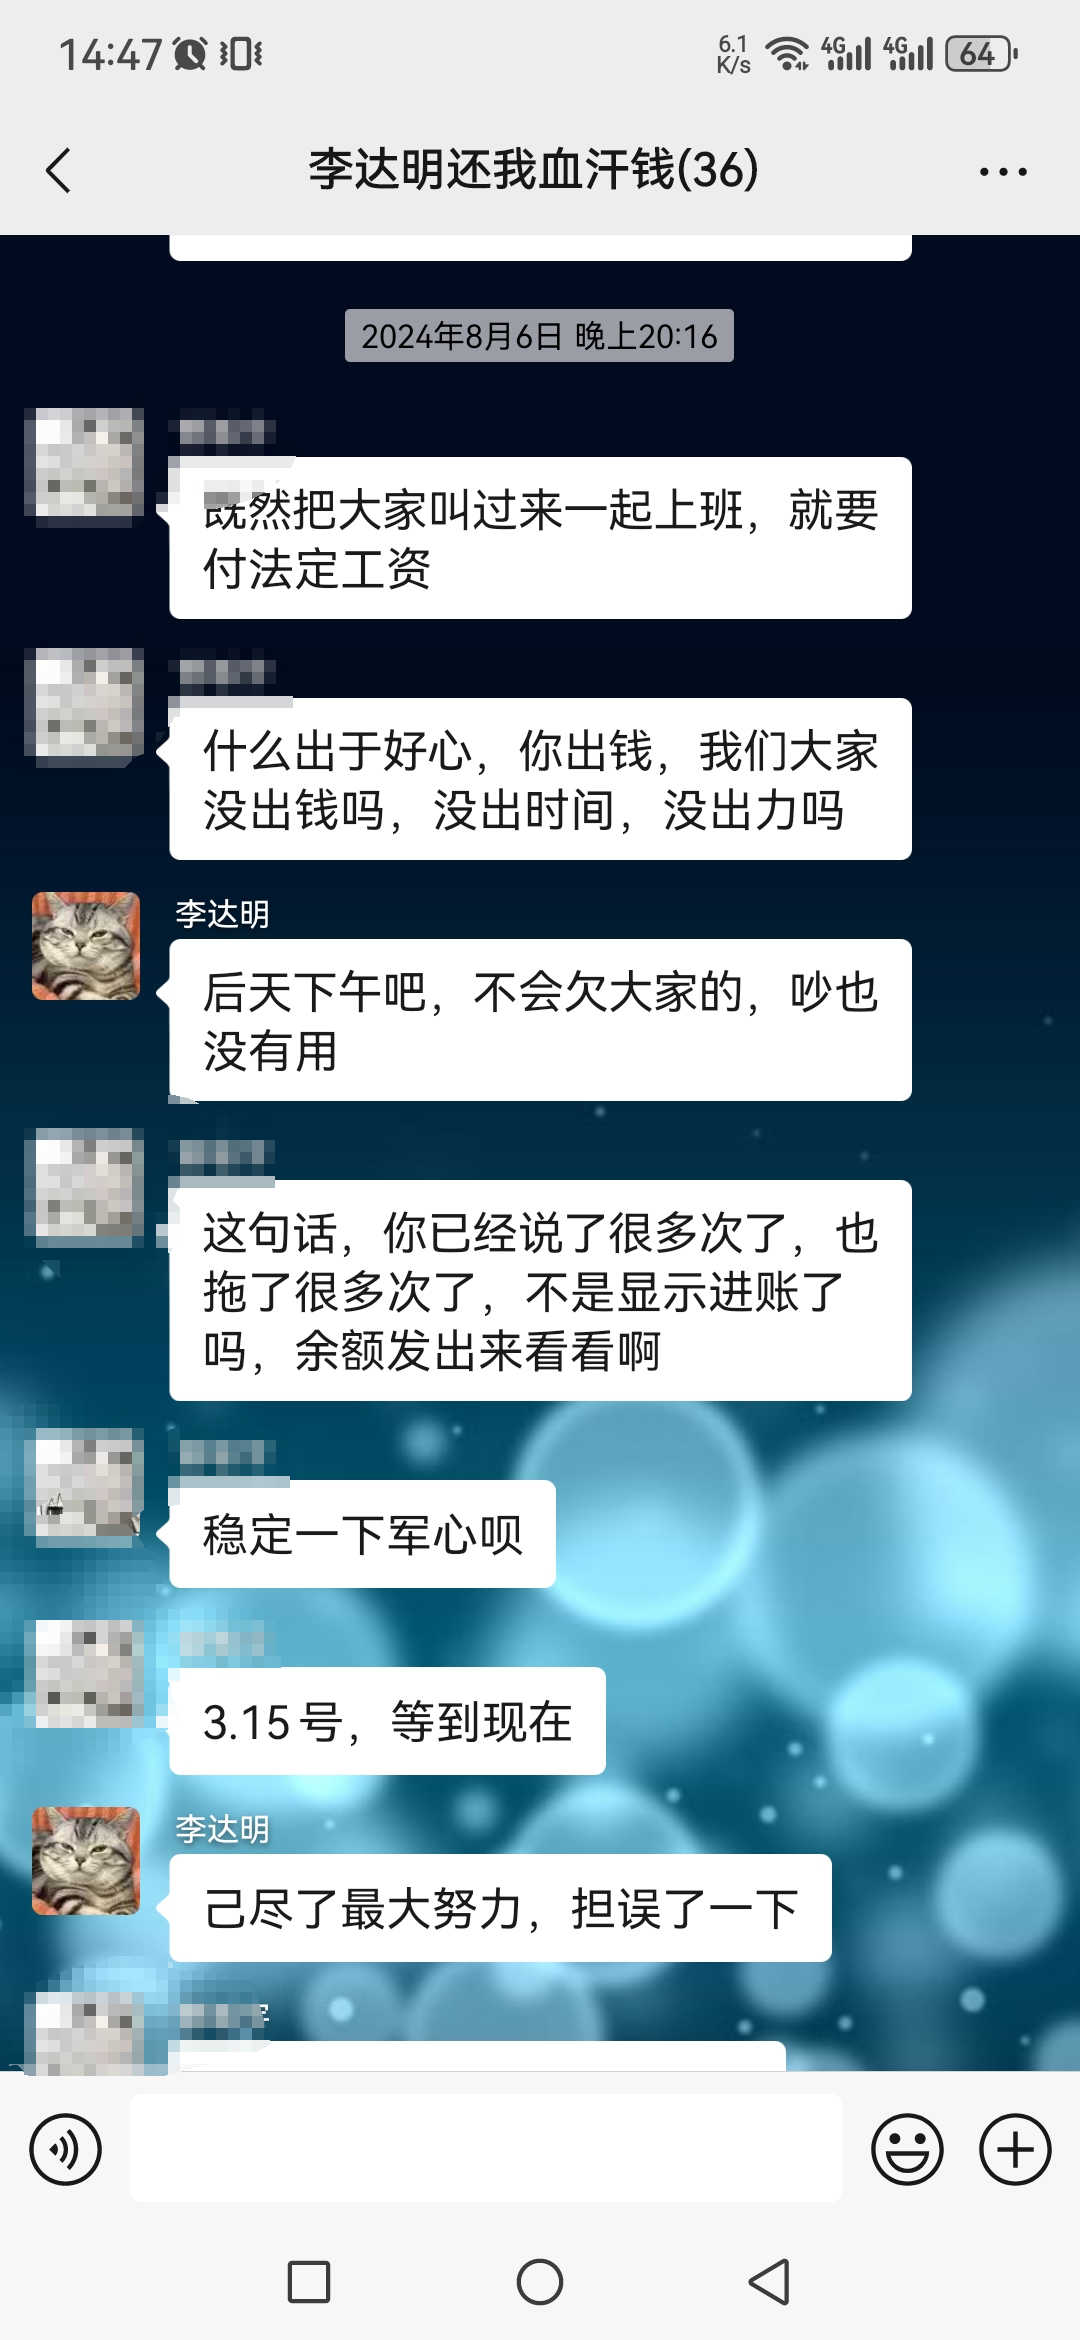 14:47
6.1
K/s
4G
4G
64
李达明还我血汗钱(36)
2024年8月6日 晚上20:16
既然把大家叫过来一起上班，就要
付法定工资
什么出于好心，你出钱，我们大家
没出钱吗，没出时间，没出力吗
李达明
后天下午吧，不会欠大家的，吵也
没有用
这句话，你已经说了很多次了，也
拖了很多次了，不是显示进账了
吗，余额发出来看看啊
稳定一下军心呗
3.15号，等到现在
李达明
己尽了最大努力，担误了一下